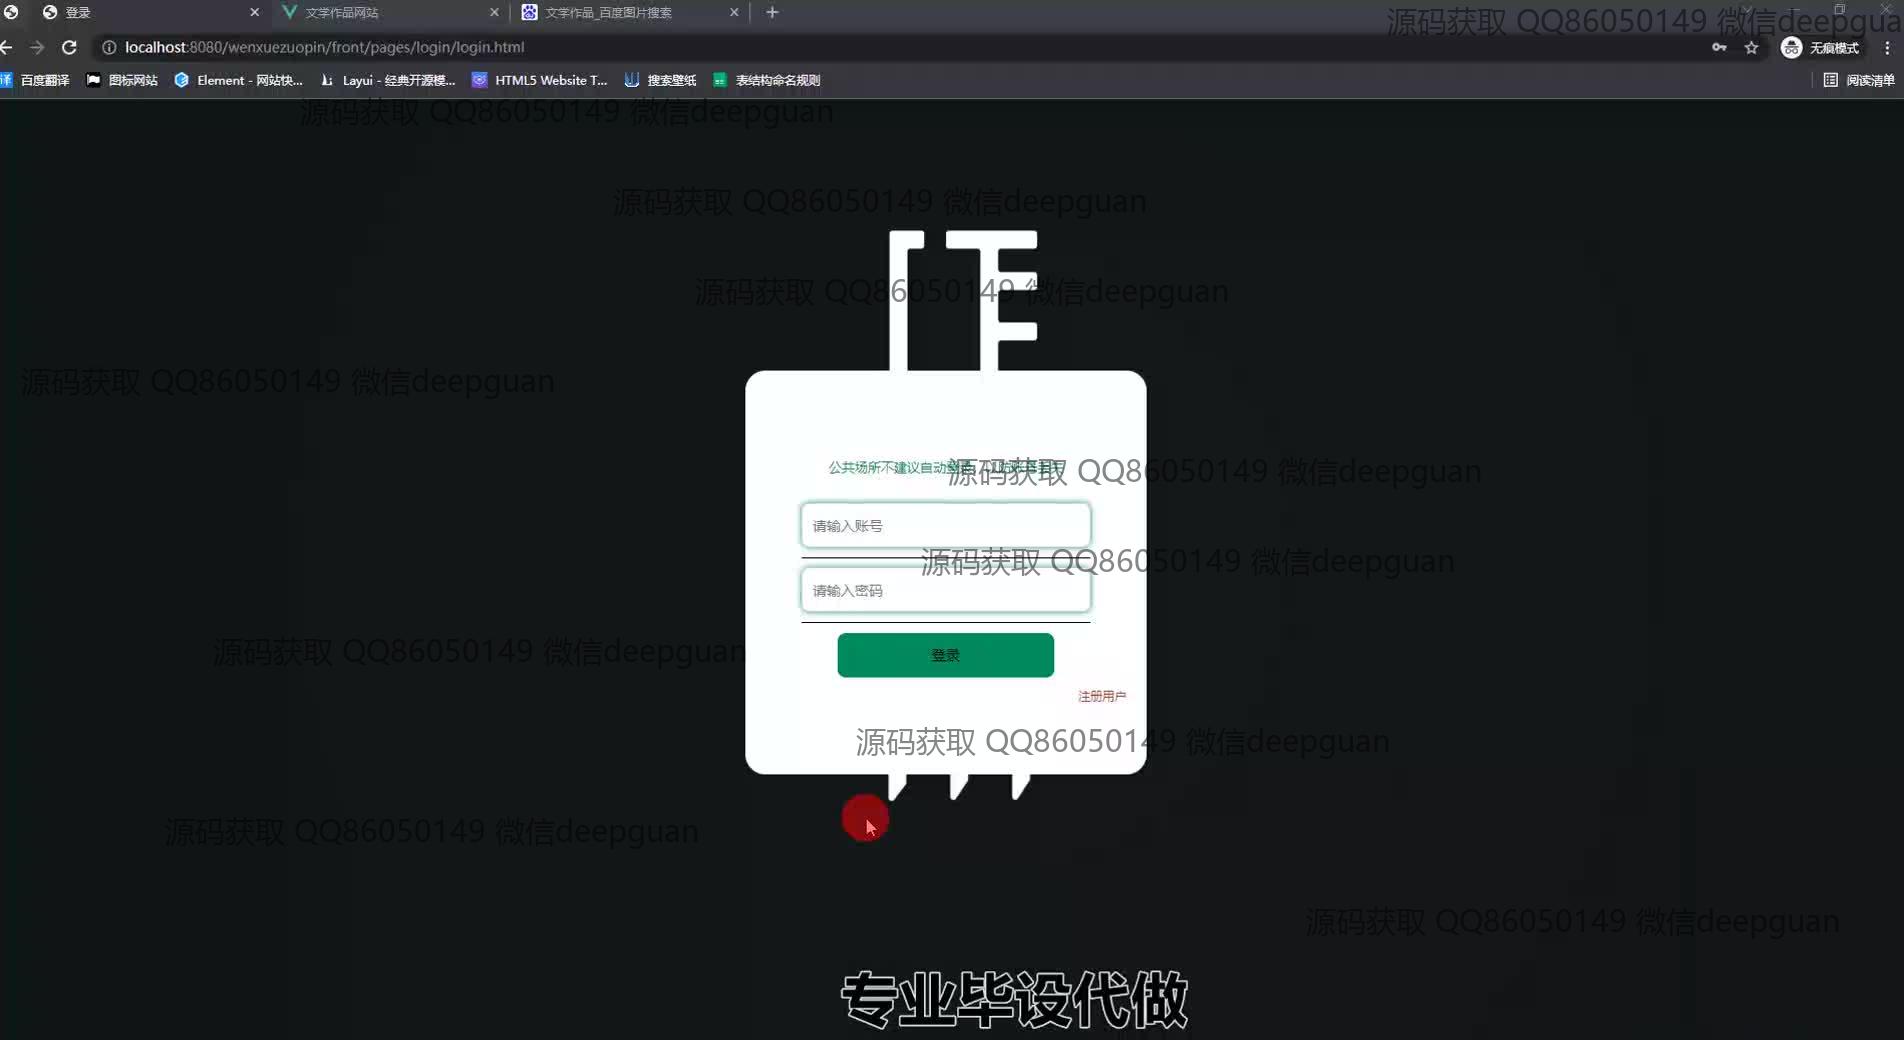 登录
文学作品网站
文学作品_百度图片搜索
localhost:8080/wenxuezuopin/front/pages/login/login.html
无痕模式
译 百度翻译
图标网站
Element - 网站快...
Layui - 经典开源模...
HTML5 Website T...
搜索壁纸
表结构命名规则
阅读清单
源码获取 QQ86050149 微信deepgua
源码获取 QQ86050149 微信deepguan
源码获取 QQ86050149 微信deepguan
源码获取 QQ86050149 微信deepguan
源码获取 QQ86050149 微信deepguan
公共场所不建议自动
源码获取 QQ86050149 微信deepguan
请输入账号
源码获取 QQ86050149 微信deepguan
请输入密码
源码获取 QQ86050149 微信deepguan
登录
注册用户
源码获取 QQ86050149 微信deepguan
源码获取 QQ86050149 微信deepguan
源码获取 QQ86050149 微信deepguan
专业毕设代做